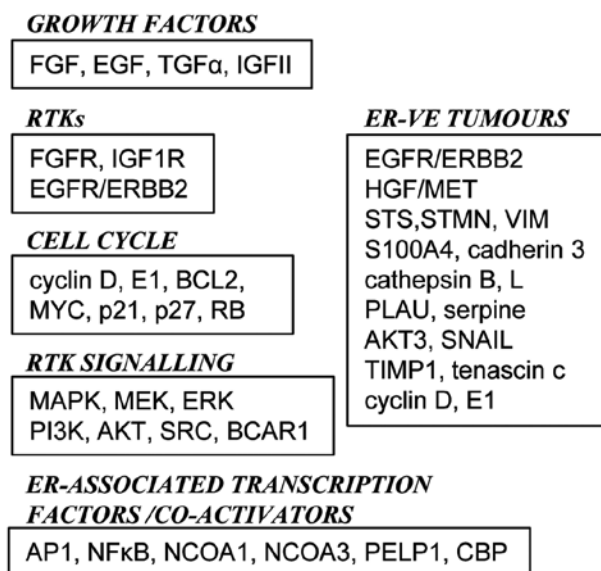 GROWTH FACTORS
FGF, EGF, TGFα, IGFII
RTKs
FGFR, IGF1R
EGFR/ERBB2
CELL CYCLE
cyclin D, E1, BCL2,
MYC, p21, p27, RB
RTK SIGNALLING
MAPK, MEK, ERK
PI3K, AKT, SRC, BCAR1
ER-VE TUMOURS
EGFR/ERBB2
HGF/MET
STS,STMN, VIM
S100A4, cadherin 3
cathepsin B, L
PLAU, serpine
AKT3, SNAIL
TIMP1, tenascin c
cyclin D, E1
ER-ASSOCIATED TRANSCRIPTION
FACTORS /CO-ACTIVATORS
AP1, NFκB, NCOA1, NCOA3, PELP1, CBP